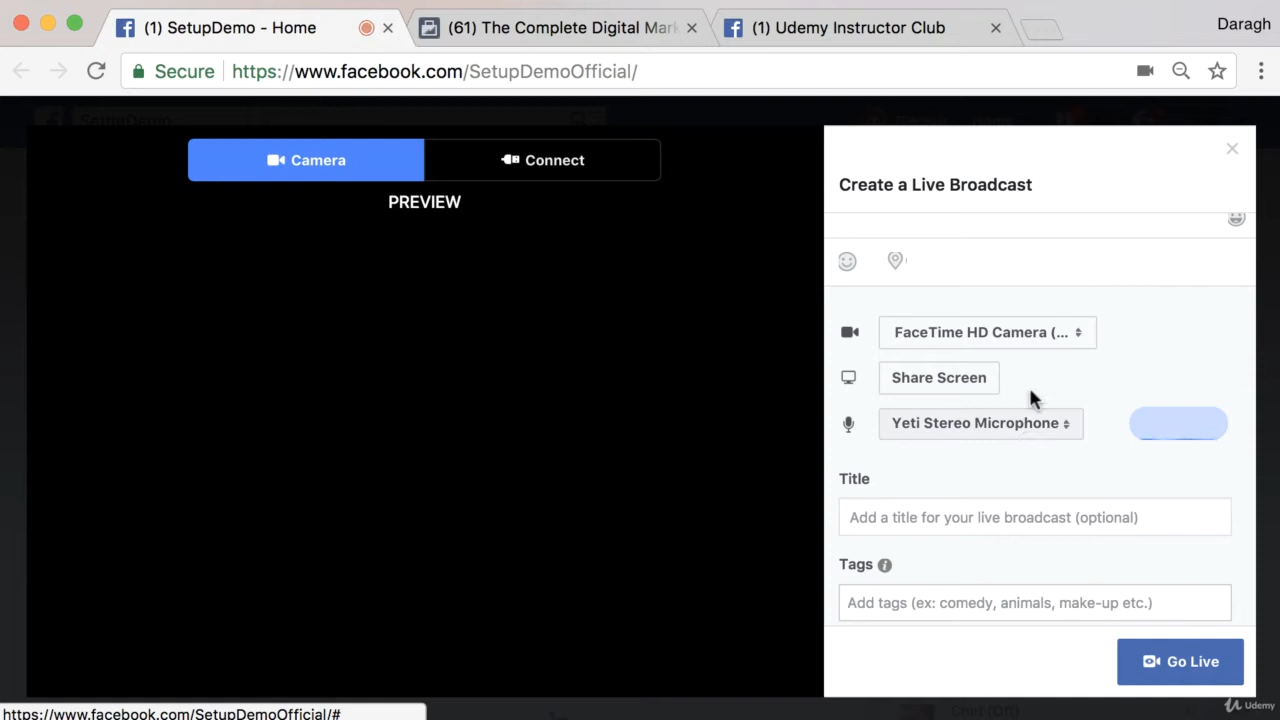 (1) SetupDemo - Home
(61) The Complete Digital Mark
(1) Udemy Instructor Club
Daragh
Secure
https://www.facebook.com/SetupDemoOfficial/
SetupDemo
Camera
Connect
PREVIEW
Create a Live Broadcast
FaceTime HD Camera (...
Share Screen
Yeti Stereo Microphone
Title
Add a title for your live broadcast (optional)
Tags
Add tags (ex: comedy, animals, make-up etc.)
Go Live
https://www.facebook.com/SetupDemoOfficial/#
Chat (Off)
Udemy